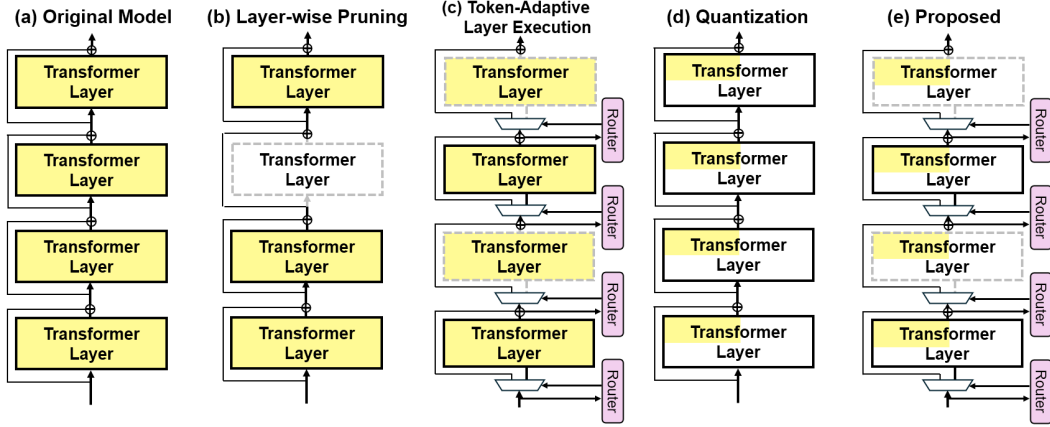 (a) Original Model
Transformer
Layer
Transformer
Layer
Transformer
Layer
Transformer
Layer
(b) Layer-wise Pruning
Transformer
Layer
Transformer
Layer
Transformer
Layer
Transformer
Layer
(c) Token-Adaptive
Layer Execution
Transformer
Layer
Router
Transformer
Layer
Router
Transformer
Layer
Router
Transformer
Layer
Router
(d) Quantization
Transformer
Layer
Transformer
Layer
Transformer
Layer
Transformer
Layer
(e) Proposed
Transformer
Layer
Router
Transformer
Layer
Router
Transformer
Layer
Router
Transformer
Layer
Router